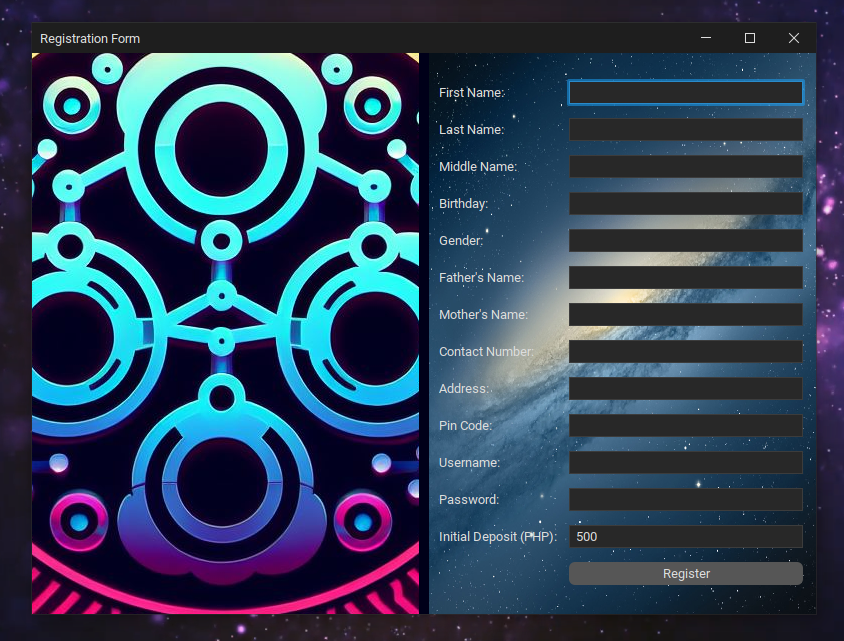 Registration Form
First Name:
Last Name:
Middle Name:
Birthday:
Gender:
Father's Name:
Mother's Name:
Contact Number:
Address:
Pin Code:
Username:
Password:
Initial Deposit (PHP): 500
Register